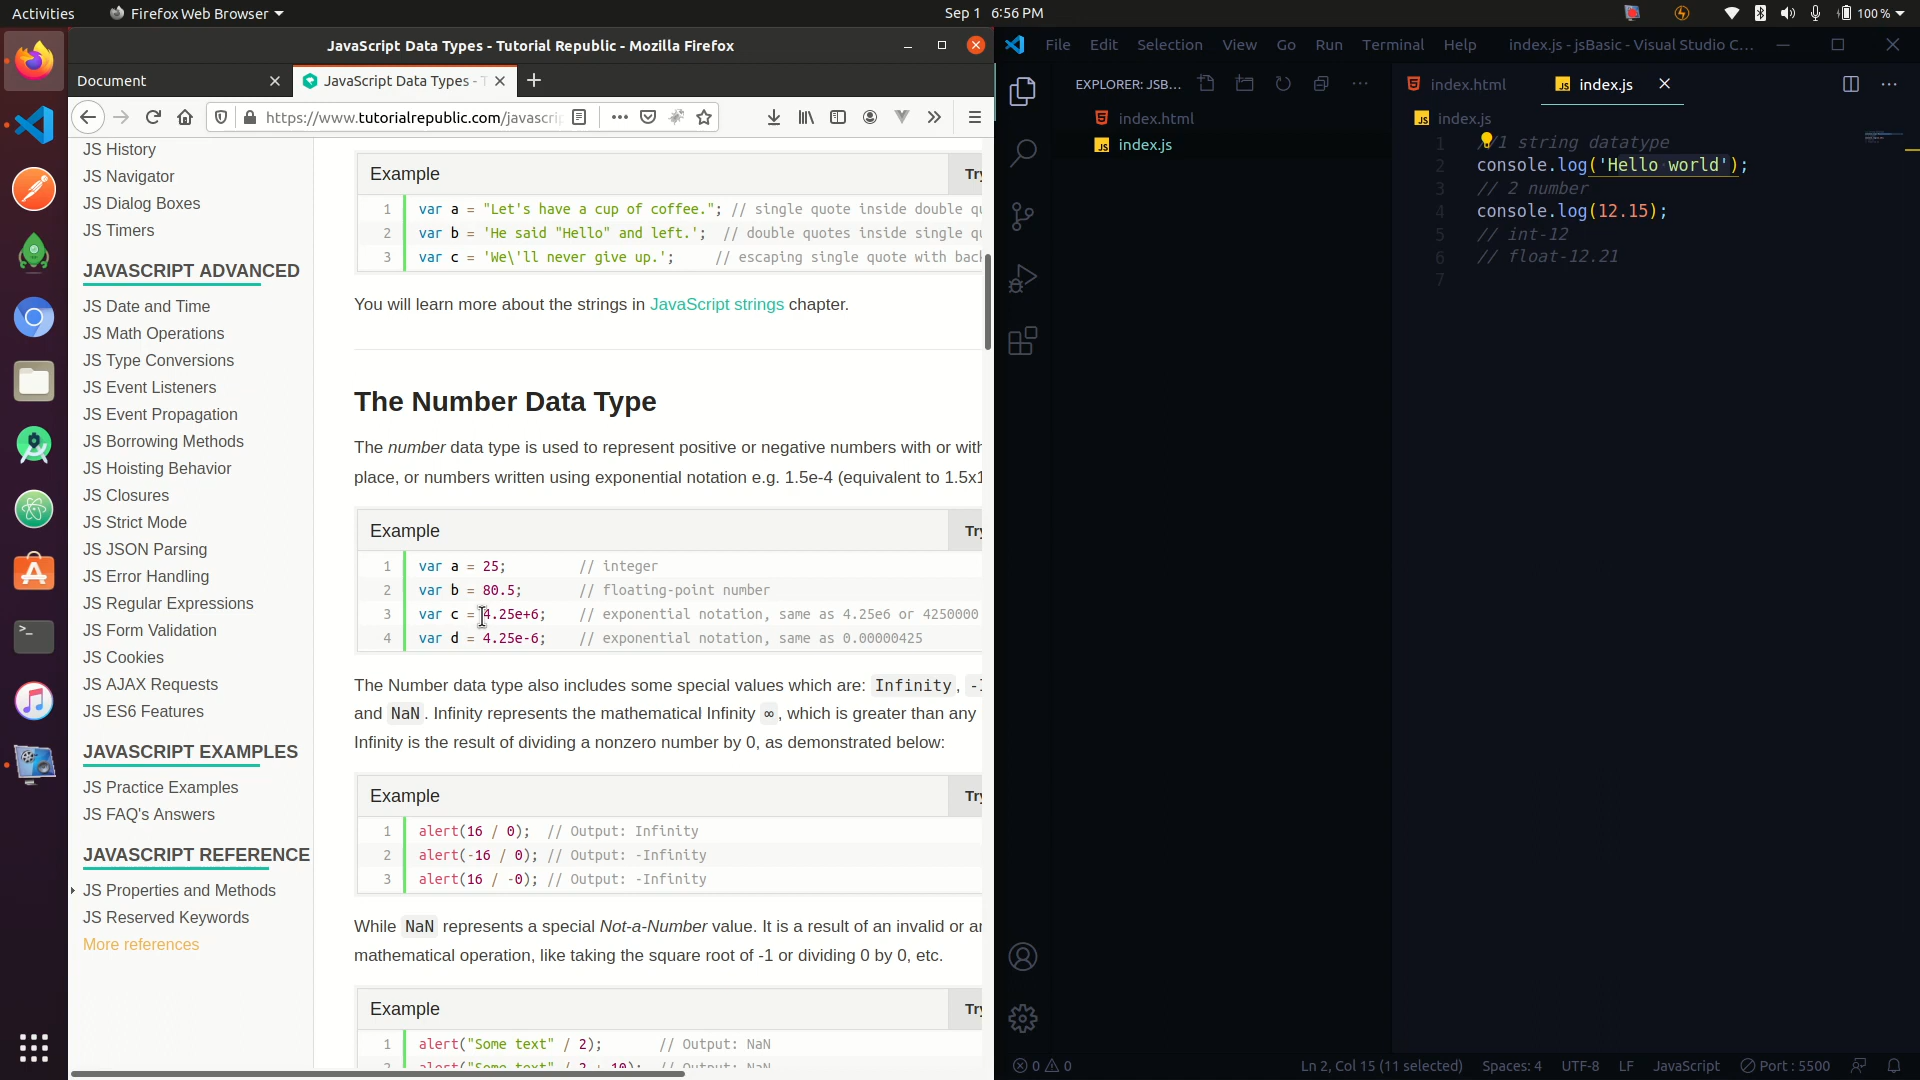 Activities
Firefox Web Browser
Sep 1 6:56 PM
100 %
JavaScript Data Types - Tutorial Republic - Mozilla Firefox
Document
JavaScript Data Types -
https://www.tutorialrepublic.com/javascri
JS History
JS Navigator
JS Dialog Boxes
JS Timers
JAVASCRIPT ADVANCED
JS Date and Time
JS Math Operations
JS Type Conversions
JS Event Listeners
JS Event Propagation
JS Borrowing Methods
JS Hoisting Behavior
JS Closures
JS Strict Mode
JS JSON Parsing
JS Error Handling
JS Regular Expressions
JS Form Validation
JS Cookies
JS AJAX Requests
JS ES6 Features
JAVASCRIPT EXAMPLES
JS Practice Examples
JS FAQ's Answers
JAVASCRIPT REFERENCE
JS Properties and Methods
JS Reserved Keywords
More references
Example
Try
1 var a = "Let's have a cup of coffee."; // single quote inside double qu
2 var b = 'He said "Hello" and left.'; // double quotes inside single qu
3 var c = 'We\'ll never give up.'; // escaping single quote with bac
You will learn more about the strings in JavaScript strings chapter.
The Number Data Type
The number data type is used to represent positive or negative numbers with or with
place, or numbers written using exponential notation e.g. 1.5e-4 (equivalent to 1.5x1
Example
Try
1 var a = 25; // integer
2 var b = 80.5; // floating-point number
3 var c = 4.25e+6; // exponential notation, same as 4.25e6 or 4250000
4 var d = 4.25e-6; // exponential notation, same as 0.00000425
The Number data type also includes some special values which are: Infinity, -I
and NaN. Infinity represents the mathematical Infinity ∞, which is greater than any
Infinity is the result of dividing a nonzero number by 0, as demonstrated below:
Example
Try
1 alert(16 / 0); // Output: Infinity
2 alert(-16 / 0); // Output: -Infinity
3 alert(16 / -0); // Output: -Infinity
While NaN represents a special Not-a-Number value. It is a result of an invalid or an
mathematical operation, like taking the square root of -1 or dividing 0 by 0, etc.
Example
Try
1 alert("Some text" / 2); // Output: NaN
2 alert("Some text" / 2 + 10); // Output: NaN
File Edit Selection View Go Run Terminal Help
index.js - jsBasic - Visual Studio C...
EXPLORER: JSB...
index.html
index.js
index.html
index.js
index.js
1 //1 string datatype
2 console.log('Hello world');
3 // 2 number
4 console.log(12.15);
5 // int-12
6 // float-12.21
7
0 0
Ln 2, Col 15 (11 selected)
Spaces: 4
UTF-8
LF
JavaScript
Port : 5500